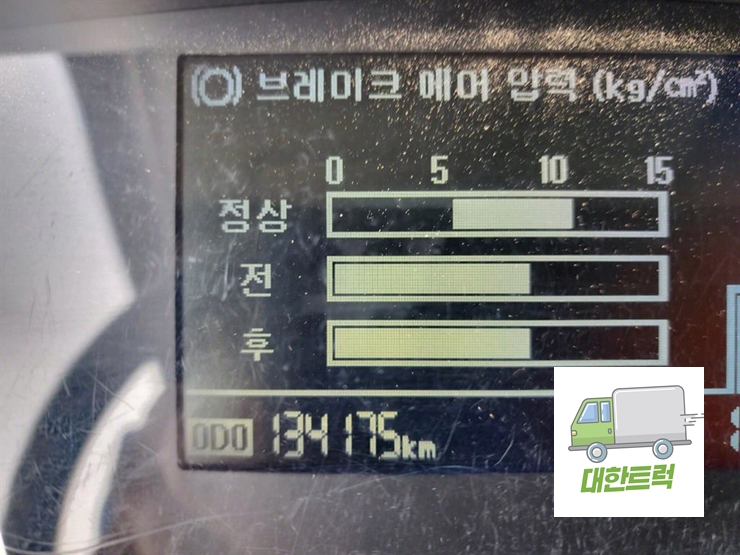 브레이크 에어 압력 (kg/cm²)
0 5 10 15
정상
전
후
ODO 134175km
대한트럭